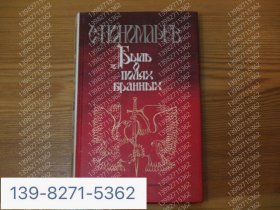 С.ПОНОМАРЕВ
Быль
о
полях
бранных
139-8271-5362